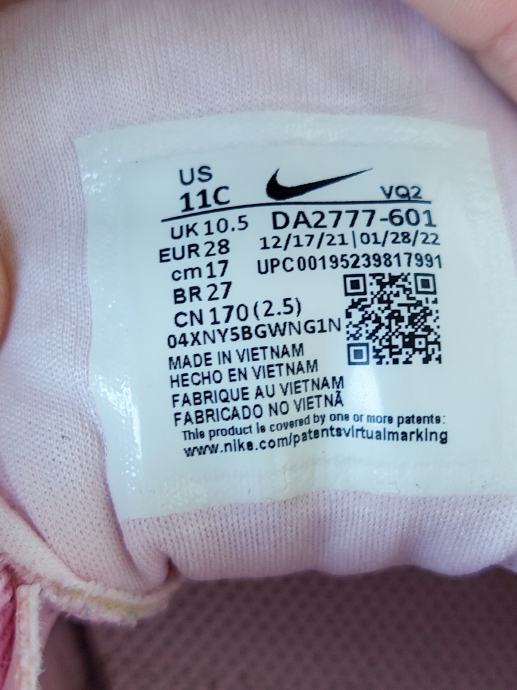 US
11C
VQ2
UK 10.5 DA2777-601
EUR 28 12/17/21|01/28/22
cm 17 UPC00195239817991
BR 27
CN 170 (2.5)
04XNY5BGWNG1N
MADE IN VIETNAM
HECHO EN VIETNAM
FABRIQUE AU VIETNAM
FABRICADO NO VIETNÃ
This product is covered by one or more patents:
www.nike.com/patentsvirtualmarking